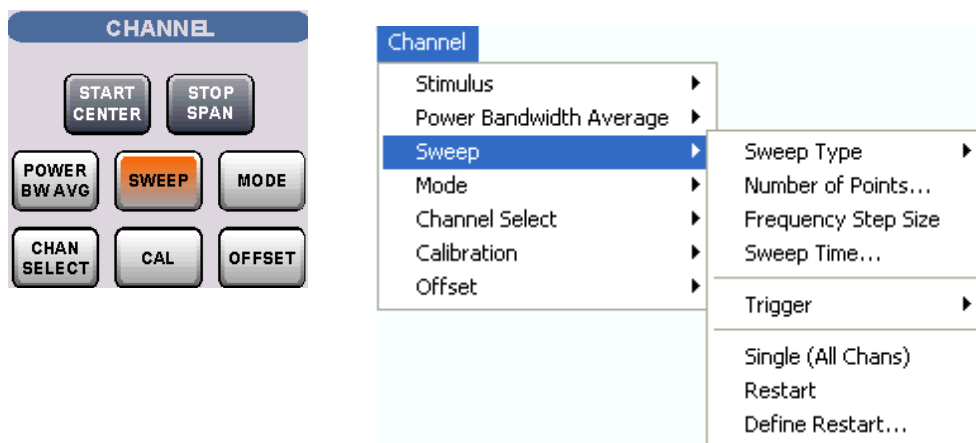 CHANNEL
START
CENTER
STOP
SPAN
POWER
BW AVG
SWEEP
MODE
CHAN
SELECT
CAL
OFFSET
Channel
Stimulus
Power Bandwidth Average
Sweep
Mode
Channel Select
Calibration
Offset
Sweep Type
Number of Points...
Frequency Step Size
Sweep Time...
Trigger
Single (All Chans)
Restart
Define Restart...